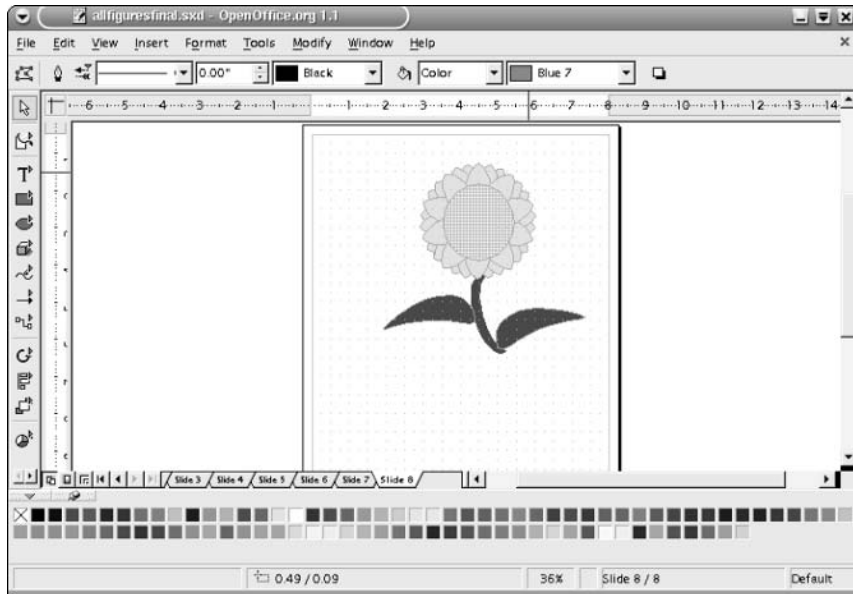 allfiguresfinal.sxd - OpenOffice.org 1.1
File Edit View Insert Format Tools Modify Window Help
0.00" Black Color Blue 7
6 5 4 3 2 1 1 2 3 4 5 6 7 8 9 10 11 12 13 14
T
Slide 3 Slide 4 Slide 5 Slide 6 Slide 7 Slide 8
0.49 / 0.09 36% Slide 8 / 8 Default